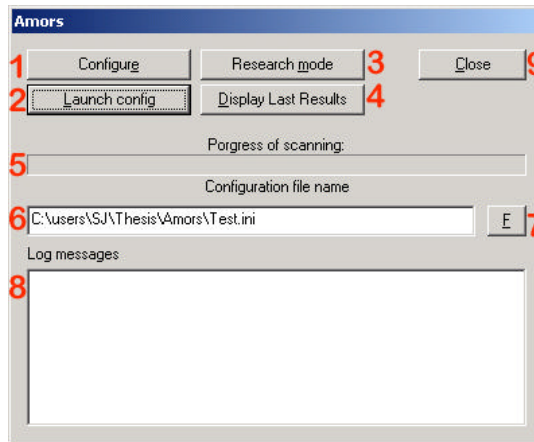 Amors
1 Configure Research mode 3 Close 9
2 Launch config Display Last Results 4
Porgress of scanning:
5
Configuration file name
6 C:\users\SJ\Thesis\Amors\Test.ini F 7
Log messages
8